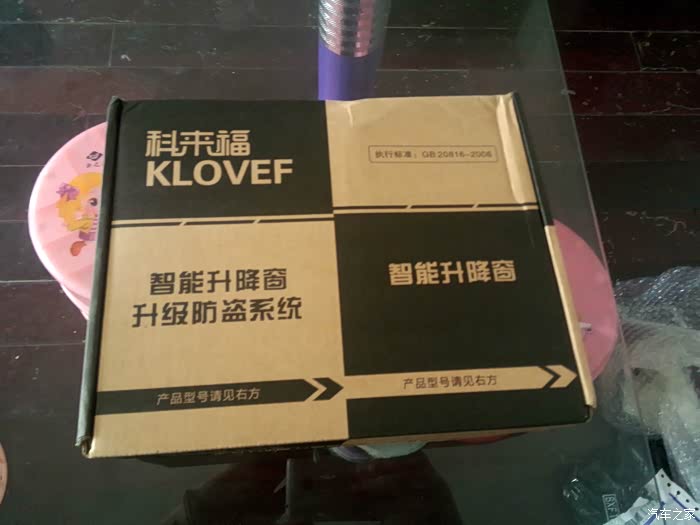 科来福
KLOVEF
执行标准：GB 20816-2006
智能升降窗
升级防盗系统
智能升降窗
产品型号请见右方
产品型号请见右方
汽车之家